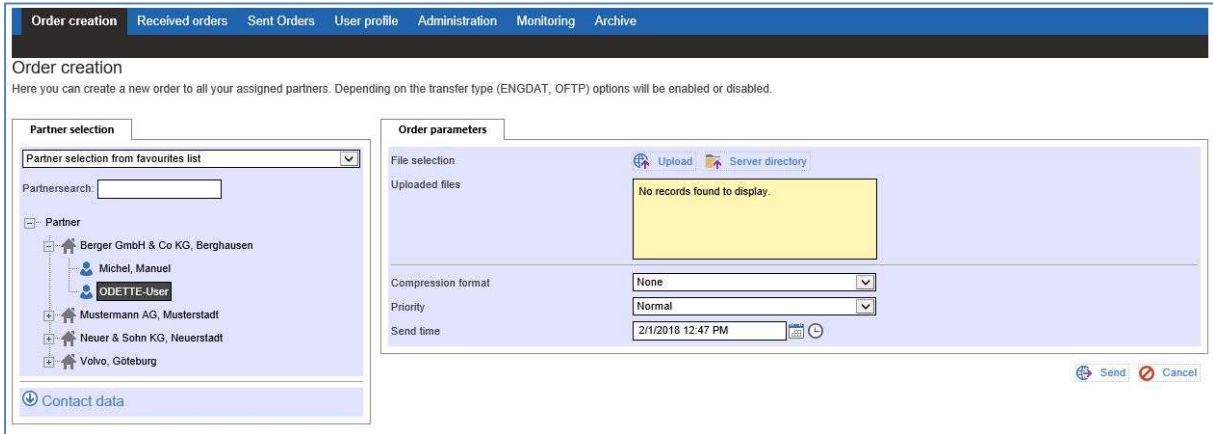 Order creation Received orders Sent Orders User profile Administration Monitoring Archive
Order creation
Here you can create a new order to all your assigned partners. Depending on the transfer type (ENGDAT, OFTP) options will be enabled or disabled.
Partner selection
Partner selection from favourites list
Partnersearch:
Partner
Berger GmbH & Co KG, Berghausen
Michel, Manuel
ODETTE-User
Mustermann AG, Musterstadt
Neuer & Sohn KG, Neuerstadt
Volvo, Göteburg
Contact data
Order parameters
File selection Upload Server directory
Uploaded files No records found to display.
Compression format None
Priority Normal
Send time 2/1/2018 12:47 PM
Send Cancel